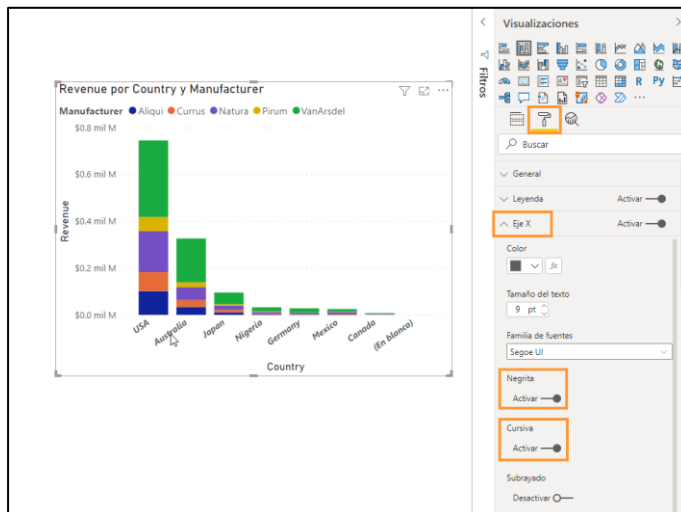 Visualizaciones
Filtros
R Py
Buscar
General
Leyenda Activar
Eje X Activar
Color
fx
Tamaño del texto
9 pt
Familia de fuentes
Segoe UI
Negrita
Activar
Cursiva
Activar
Subrayado
Desactivar
Revenue por Country y Manufacturer
Manufacturer Aliqui Currus Natura Pirum VanArsdel
$0.8 mil M
$0.6 mil M
$0.4 mil M
$0.2 mil M
$0.0 mil M
Revenue
USA
Australia
Japan
Nigeria
Germany
Mexico
Canada
(En blanco)
Country